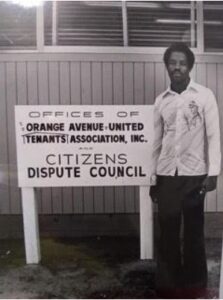 OFFICES OF
ORANGE AVENUE UNITED
TENANTS ASSOCIATION, INC.
AND
CITIZENS
DISPUTE COUNCIL